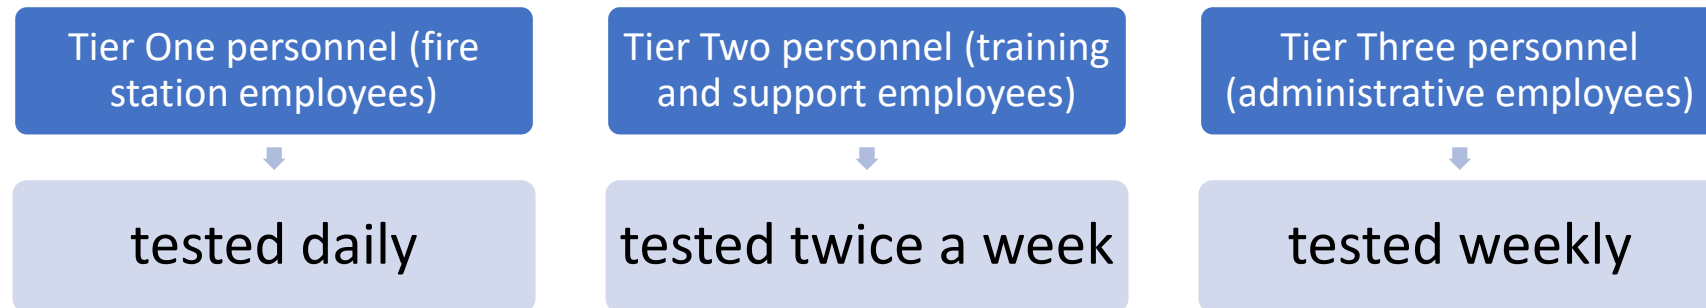 Tier One personnel (fire
station employees)
tested daily
Tier Two personnel (training
and support employees)
tested twice a week
Tier Three personnel
(administrative employees)
tested weekly